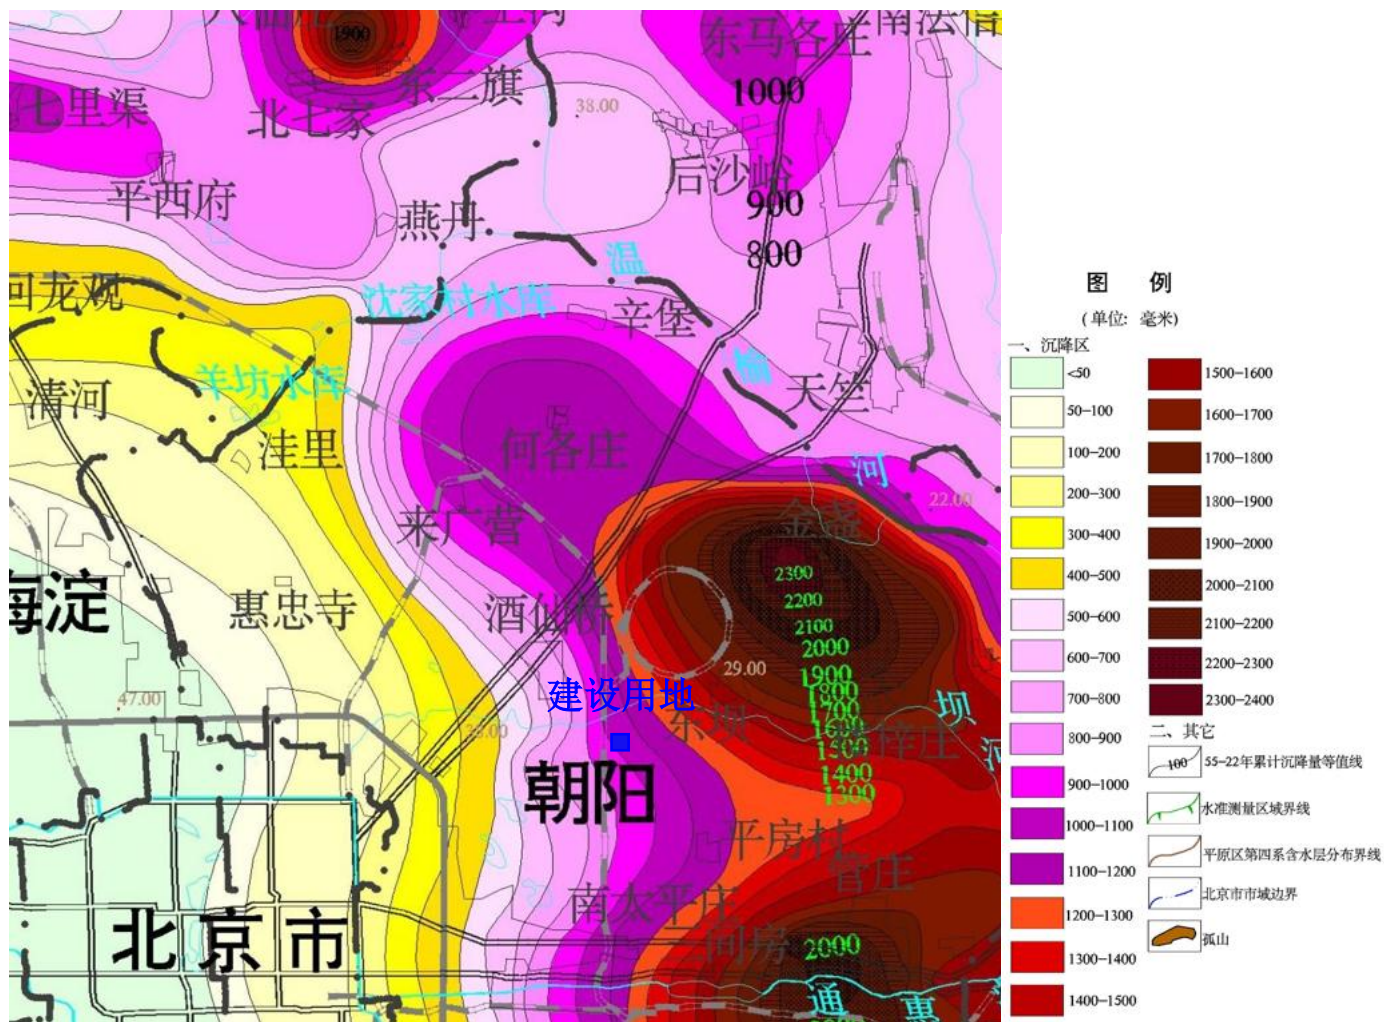 1900
东马各庄
东二旗
七里渠
北七家
1000
38.00
后沙峪
平西府
燕丹
900
800
温
回龙观
沈家村水库
辛堡
榆
羊坊水库
天竺
清河
洼里
何各庄
河
22.00
来广营
金盏
海淀
惠忠寺
酒仙桥
2300
2200
2100
2000
1900
1800
1700
1600
1500
1400
1300
29.00
建设用地
47.00
东坝
坝
河
朝阳
平房村
管庄
南太平庄
北京市
三间房
2000
通
惠
图 例
(单位: 毫米)
一、沉降区
<50
50-100
100-200
200-300
300-400
400-500
500-600
600-700
700-800
800-900
900-1000
1000-1100
1100-1200
1200-1300
1300-1400
1400-1500
1500-1600
1600-1700
1700-1800
1800-1900
1900-2000
2000-2100
2100-2200
2200-2300
2300-2400
二、其它
100
55-22年累计沉降量等值线
水准测量区域界线
平原区第四系含水层分布界线
北京市市域边界
孤山